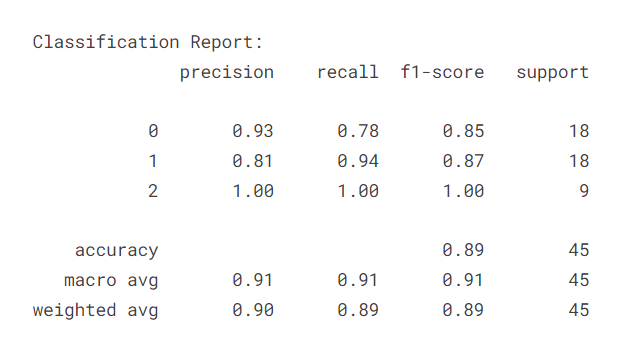 Classification Report:
precision recall f1-score support
0 0.93 0.78 0.85 18
1 0.81 0.94 0.87 18
2 1.00 1.00 1.00 9
accuracy 0.89 45
macro avg 0.91 0.91 0.91 45
weighted avg 0.90 0.89 0.89 45